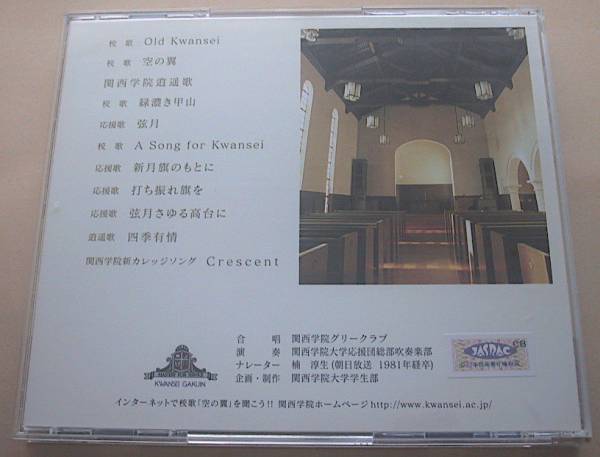 校 歌 Old Kwansei
校 歌 空の翼
関西学院逍遥歌
校 歌 緑濃き甲山
応援歌 弦月
校 歌 A Song for Kwansei
応援歌 新月旗のもとに
応援歌 打ち振れ旗を
応援歌 弦月さゆる高台に
逍遥歌 四季有情
関西学院新カレッジソング Crescent
合 唱 関西学院グリークラブ
演 奏 関西学院大学応援団総部吹奏楽部
ナレーター 楠 淳生(朝日放送 1981年経卒)
企画・制作 関西学院大学学生部
KWANSEI GAKUIN
JASRAC
CB
インターネットで校歌「空の翼」を聞こう!! 関西学院ホームページhttp://www.kwansei.ac.jp/